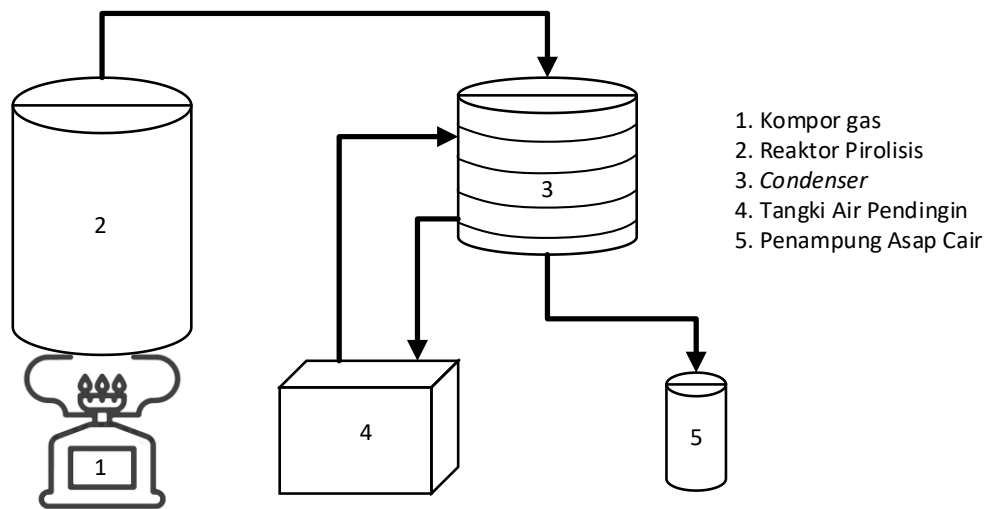 2
3
1. Kompor gas
2. Reaktor Pirolisis
3. Condenser
4. Tangki Air Pendingin
5. Penampung Asap Cair
4
5
1